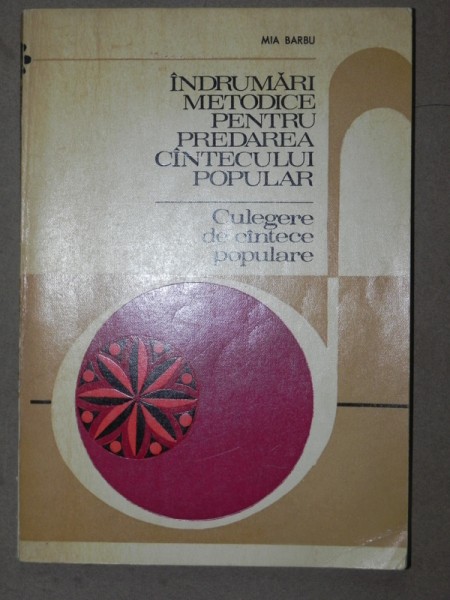 MIA BARBU
ÎNDRUMĂRI
METODICE
PENTRU
PREDAREA
CÎNTECULUI
POPULAR
Culegere
de cîntece
populare